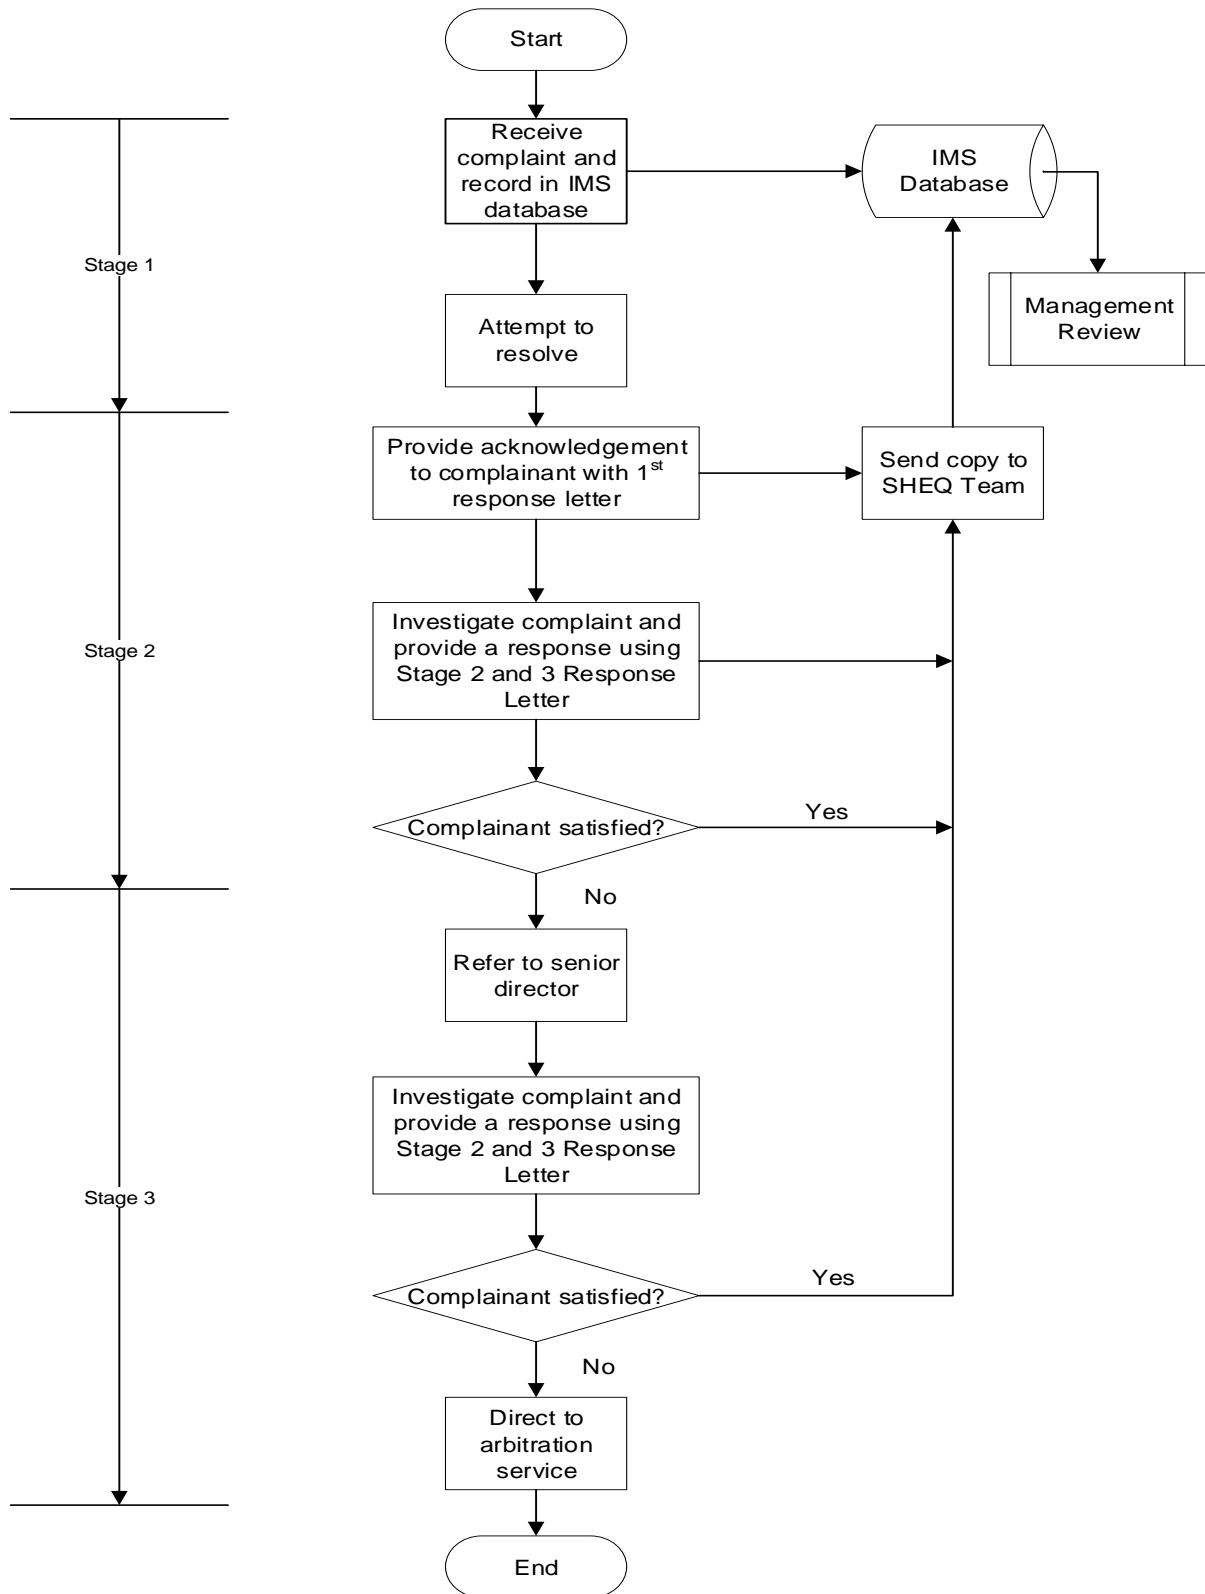 Start
Receive
complaint and
record in IMS
database
IMS
Database
Stage 1
Management
Review
Attempt to
resolve
Provide acknowledgement
to complainant with 1st
response letter
Send copy to
SHEQ Team
Stage 2
Investigate complaint and
provide a response using
Stage 2 and 3 Response
Letter
Complainant satisfied?
Yes
No
Refer to senior
director
Stage 3
Investigate complaint and
provide a response using
Stage 2 and 3 Response
Letter
Complainant satisfied?
Yes
No
Direct to
arbitration
service
End